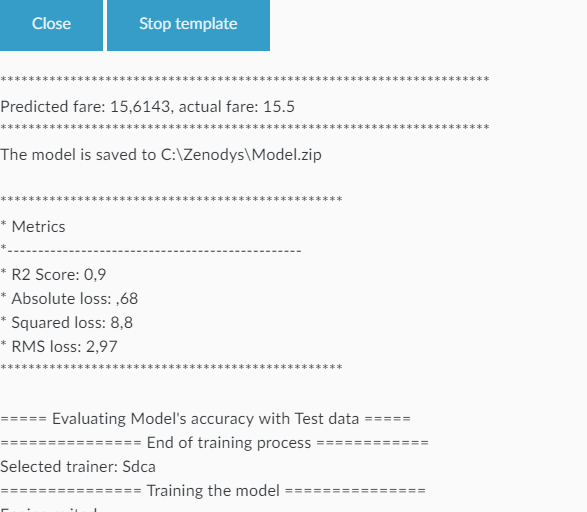 Close
Stop template
**********************************************************************
Predicted fare: 15,6143, actual fare: 15.5
**********************************************************************
The model is saved to C:\Zenodys\Model.zip
*************************************************
* Metrics
*------------------------------------------------
* R2 Score: 0,9
* Absolute loss: ,68
* Squared loss: 8,8
* RMS loss: 2,97
*************************************************
===== Evaluating Model's accuracy with Test data =====
=============== End of training process ============
Selected trainer: Sdca
=============== Training the model ===============